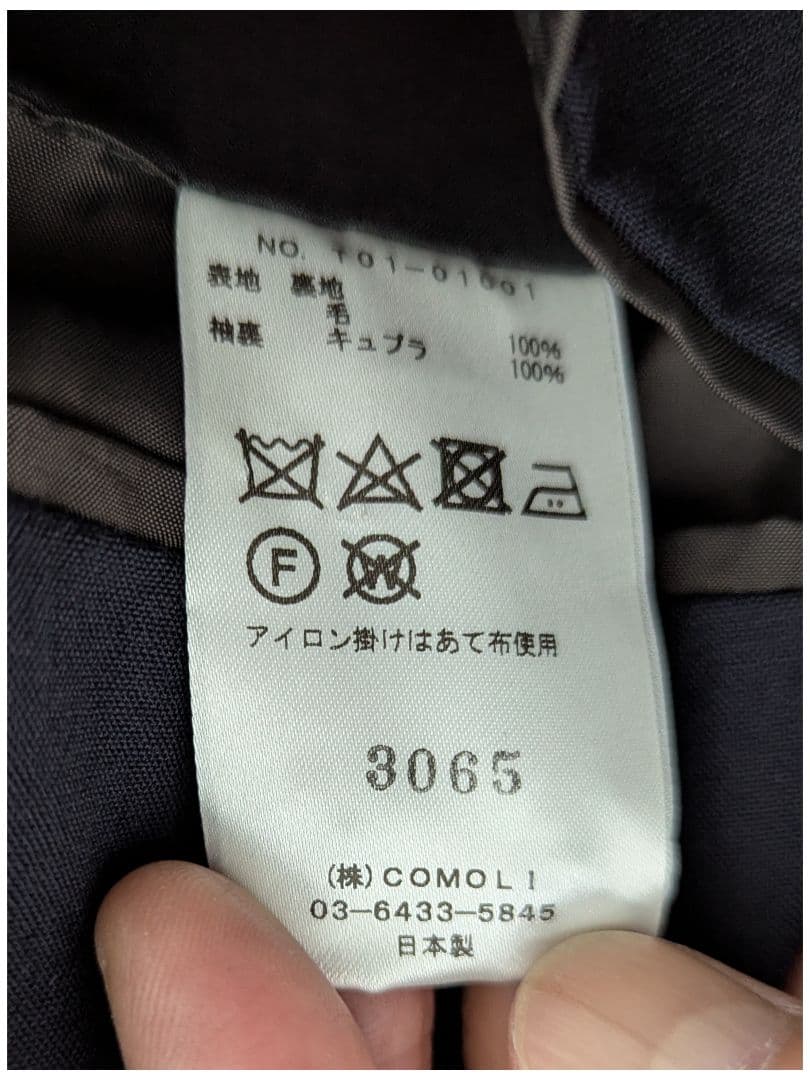 NO. T01-01001
表地 裏地
毛 100%
袖裏 キュプラ 100%
F
W
アイロン掛けはあて布使用
3065
(株)COMOLI
03-6433-5845
日本製